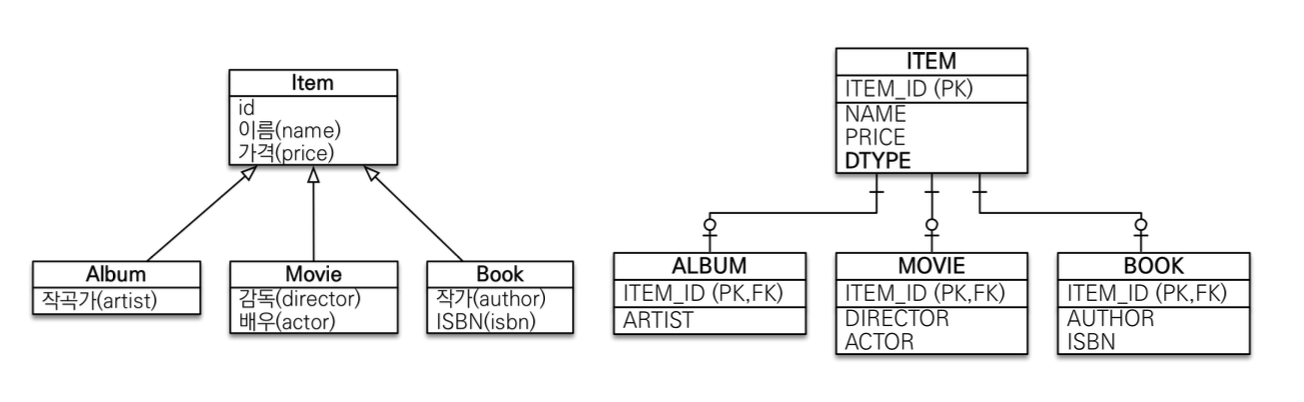 Item
id
이름(name)
가격(price)
Album
작곡가(artist)
Movie
감독(director)
배우(actor)
Book
작가(author)
ISBN(isbn)
ITEM
ITEM_ID (PK)
NAME
PRICE
DTYPE
ALBUM
ITEM_ID (PK,FK)
ARTIST
MOVIE
ITEM_ID (PK,FK)
DIRECTOR
ACTOR
BOOK
ITEM_ID (PK,FK)
AUTHOR
ISBN